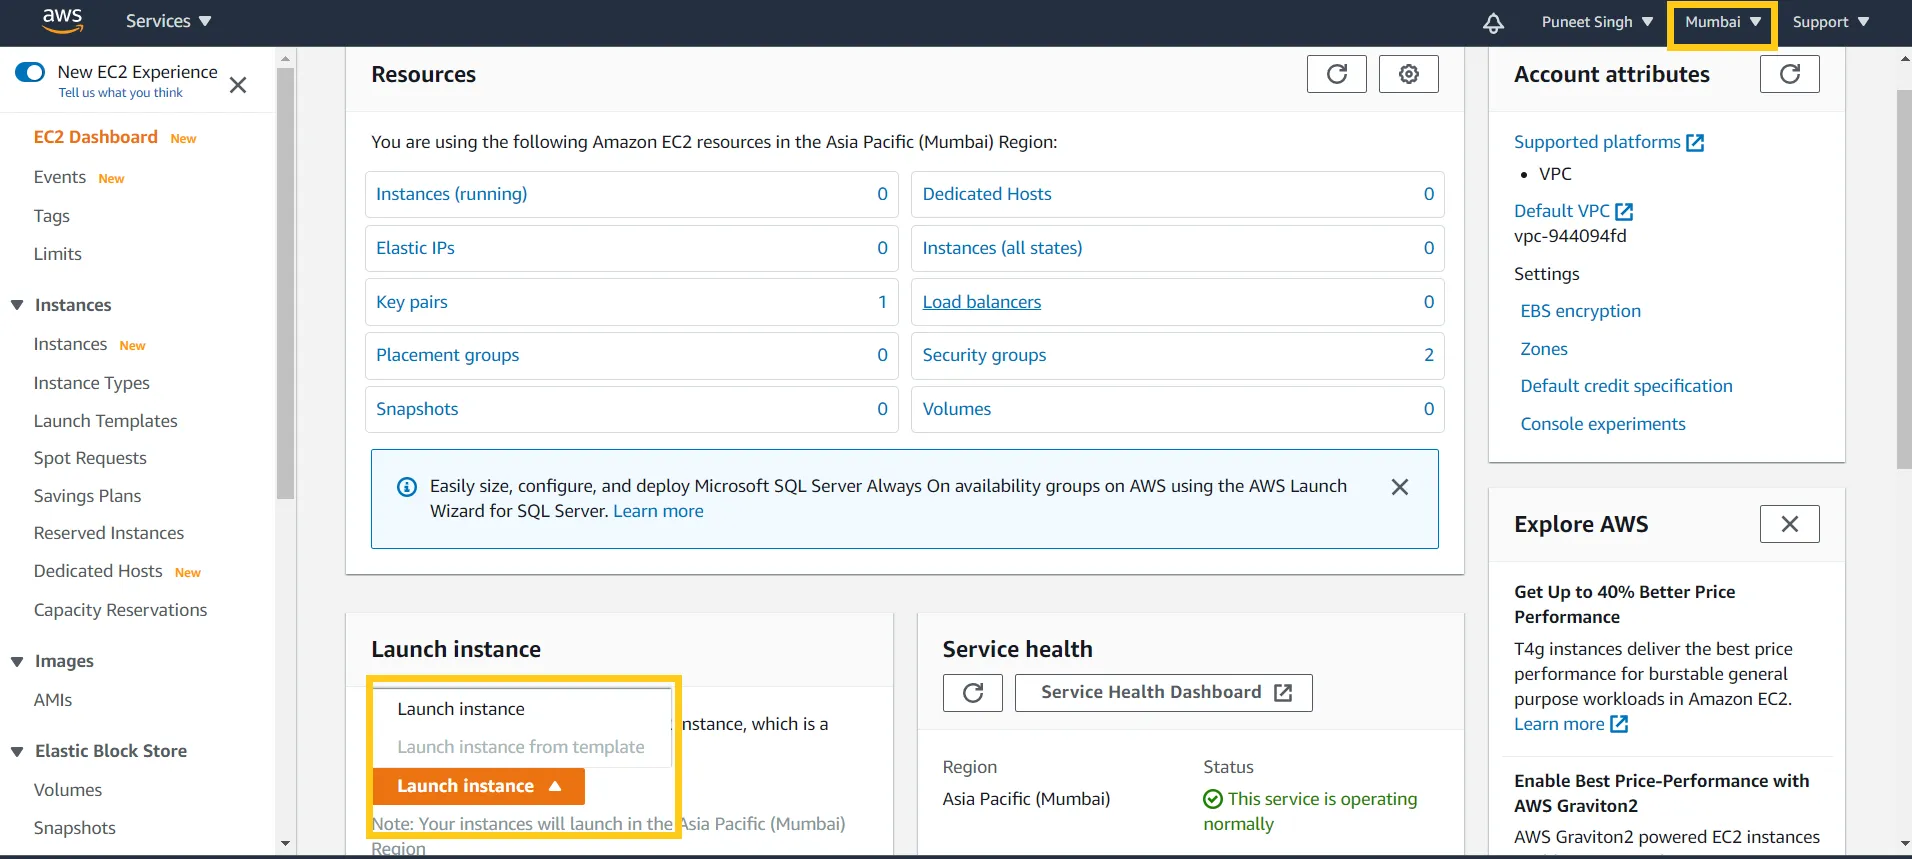 aws
Services
Puneet Singh
Mumbai
Support
New EC2 Experience
Tell us what you think
EC2 Dashboard New
Events New
Tags
Limits
Instances
Instances New
Instance Types
Launch Templates
Spot Requests
Savings Plans
Reserved Instances
Dedicated Hosts New
Capacity Reservations
Images
AMIs
Elastic Block Store
Volumes
Snapshots
Resources
You are using the following Amazon EC2 resources in the Asia Pacific (Mumbai) Region:
Instances (running) 0
Dedicated Hosts 0
Elastic IPs 0
Instances (all states) 0
Key pairs 1
Load balancers 0
Placement groups 0
Security groups 2
Snapshots 0
Volumes 0
Easily size, configure, and deploy Microsoft SQL Server Always On availability groups on AWS using the AWS Launch
Wizard for SQL Server. Learn more
Launch instance
Launch instance
nstance, which is a
Launch instance from template
Launch instance
Note: Your instances will launch in the Asia Pacific (Mumbai)
Region
Service health
Service Health Dashboard
Region
Asia Pacific (Mumbai)
Status
This service is operating
normally
Account attributes
Supported platforms
• VPC
Default VPC
vpc-944094fd
Settings
EBS encryption
Zones
Default credit specification
Console experiments
Explore AWS
Get Up to 40% Better Price
Performance
T4g instances deliver the best price
performance for burstable general
purpose workloads in Amazon EC2.
Learn more
Enable Best Price-Performance with
AWS Graviton2
AWS Graviton2 powered EC2 instances